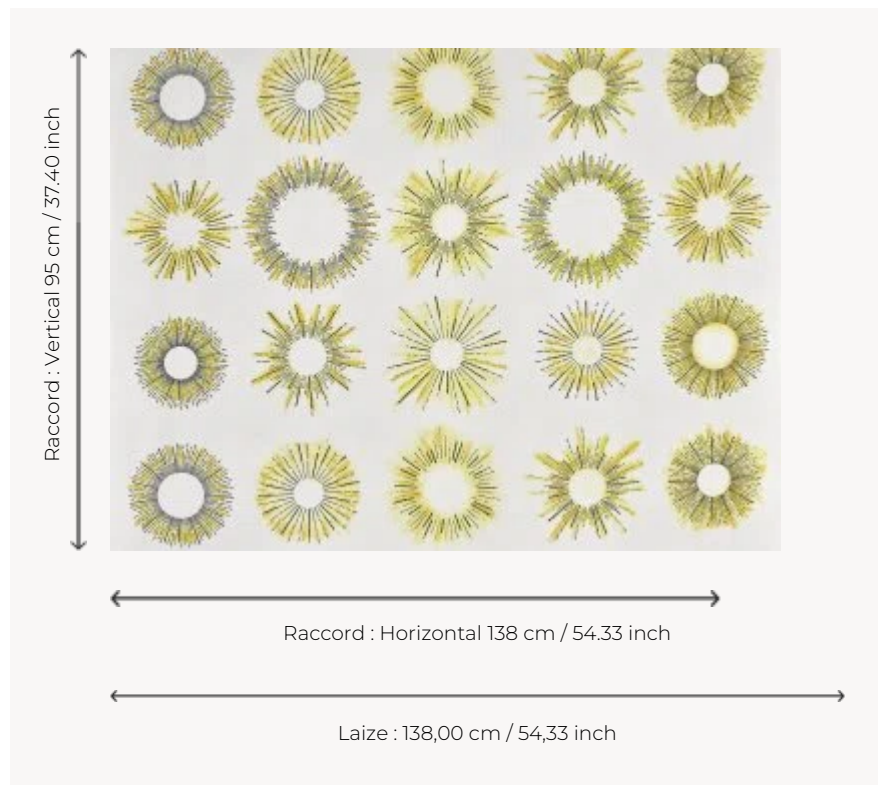 Raccord : Vertical 95 cm / 37.40 inch
Raccord : Horizontal 138 cm / 54.33 inch
Laize : 138,00 cm / 54,33 inch